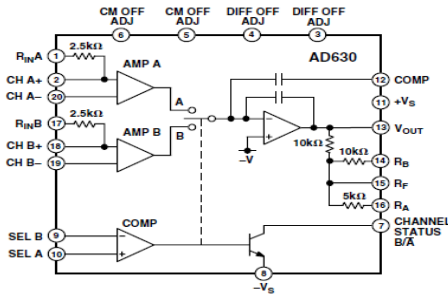 CM OFF ADJ
CM OFF ADJ
DIFF OFF ADJ
DIFF OFF ADJ
6
5
4
3
AD630
RINA 1 2.5kΩ
CH A+ 2
CH A– 20
AMP A
A
B
RINB 17 2.5kΩ
CH B+ 18
CH B– 19
AMP B
–V
12 COMP
11 +VS
13 VOUT
10kΩ
10kΩ 14 RB
15 RF
5kΩ 16 RA
SEL B 9
SEL A 10
COMP
7 CHANNEL
STATUS
B/A̅
8
–VS